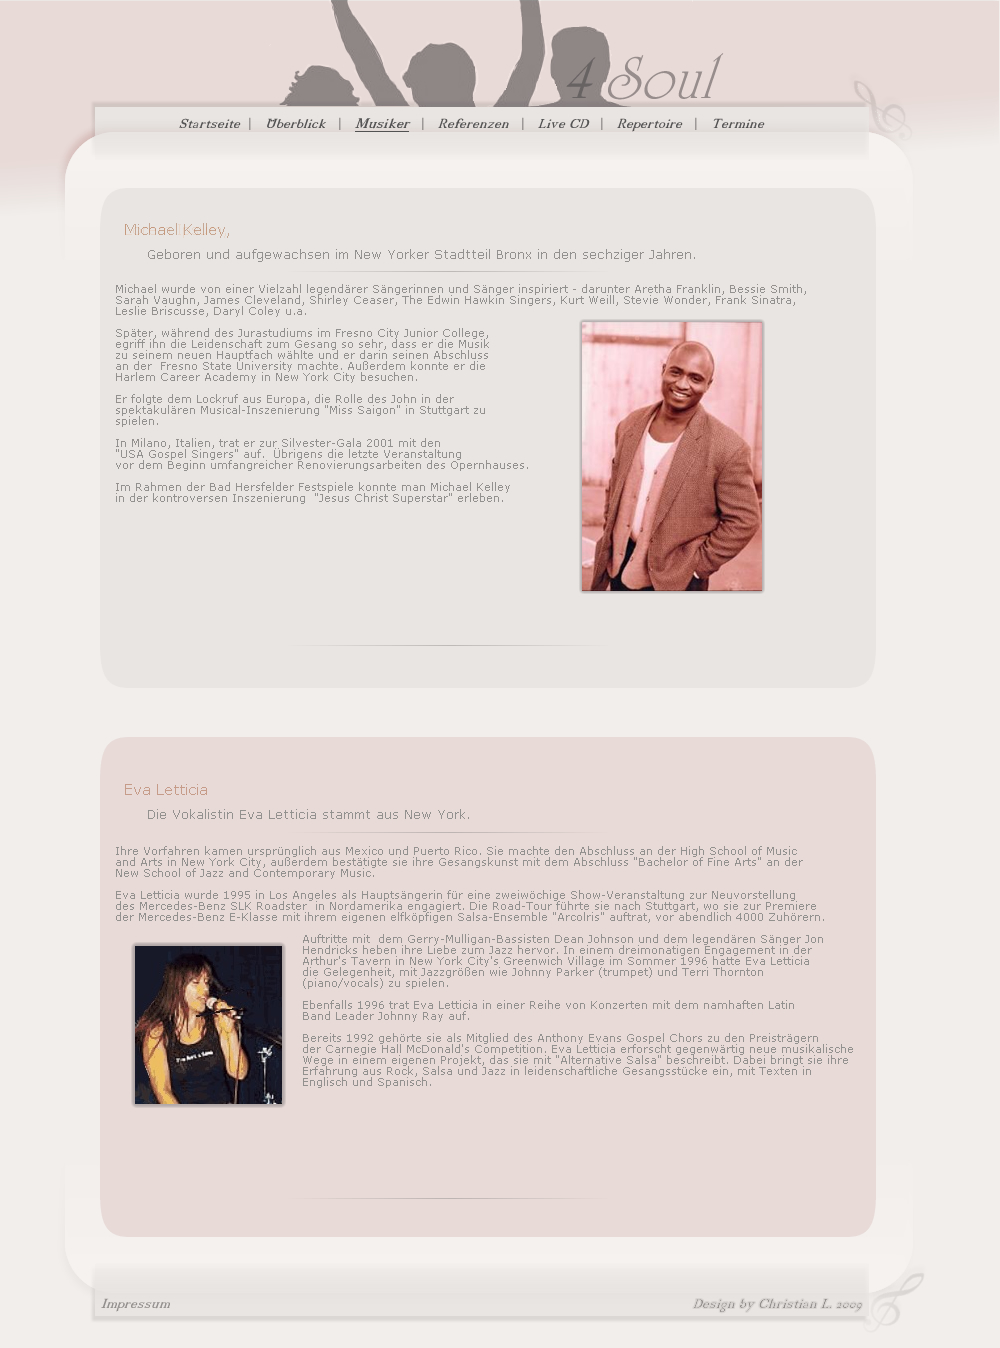 4 Soul
Startseite | Überblick | Musiker | Referenzen | Live CD | Repertoire | Termine
Michael Kelley,
Geboren und aufgewachsen im New Yorker Stadtteil Bronx in den sechziger Jahren.
Michael wurde von einer Vielzahl legendärer Sängerinnen und Sänger inspiriert - darunter Aretha Franklin, Bessie Smith,
Sarah Vaughn, James Cleveland, Shirley Ceaser, The Edwin Hawkin Singers, Kurt Weill, Stevie Wonder, Frank Sinatra,
Leslie Briscusse, Daryl Coley u.a.
Später, während des Jurastudiums im Fresno City Junior College,
egriff ihn die Leidenschaft zum Gesang so sehr, dass er die Musik
zu seinem neuen Hauptfach wählte und er darin seinen Abschluss
an der Fresno State University machte. Außerdem konnte er die
Harlem Career Academy in New York City besuchen.
Er folgte dem Lockruf aus Europa, die Rolle des John in der
spektakulären Musical-Inszenierung "Miss Saigon" in Stuttgart zu
spielen.
In Milano, Italien, trat er zur Silvester-Gala 2001 mit den
"USA Gospel Singers" auf. Übrigens die letzte Veranstaltung
vor dem Beginn umfangreicher Renovierungsarbeiten des Opernhauses.
Im Rahmen der Bad Hersfelder Festspiele konnte man Michael Kelley
in der kontroversen Inszenierung "Jesus Christ Superstar" erleben.
Eva Letticia
Die Vokalistin Eva Letticia stammt aus New York.
Ihre Vorfahren kamen ursprünglich aus Mexico und Puerto Rico. Sie machte den Abschluss an der High School of Music
and Arts in New York City, außerdem bestätigte sie ihre Gesangskunst mit dem Abschluss "Bachelor of Fine Arts" an der
New School of Jazz and Contemporary Music.
Eva Letticia wurde 1995 in Los Angeles als Hauptsängerin für eine zweiwöchige Show-Veranstaltung zur Neuvorstellung
des Mercedes-Benz SLK Roadster in Nordamerika engagiert. Die Road-Tour führte sie nach Stuttgart, wo sie zur Premiere
der Mercedes-Benz E-Klasse mit ihrem eigenen elfköpfigen Salsa-Ensemble "Arcolris" auftrat, vor abendlich 4000 Zuhörern.
Auftritte mit dem Gerry-Mulligan-Bassisten Dean Johnson und dem legendären Sänger Jon
Hendricks heben ihre Liebe zum Jazz hervor. In einem dreimonatigen Engagement in der
Arthur's Tavern in New York City's Greenwich Village im Sommer 1996 hatte Eva Letticia
die Gelegenheit, mit Jazzgrößen wie Johnny Parker (trumpet) und Terri Thornton
(piano/vocals) zu spielen.
Ebenfalls 1996 trat Eva Letticia in einer Reihe von Konzerten mit dem namhaften Latin
Band Leader Johnny Ray auf.
Bereits 1992 gehörte sie als Mitglied des Anthony Evans Gospel Chors zu den Preisträgern
der Carnegie Hall McDonald's Competition. Eva Letticia erforscht gegenwärtig neue musikalische
Wege in einem eigenen Projekt, das sie mit "Alternative Salsa" beschreibt. Dabei bringt sie ihre
Erfahrung aus Rock, Salsa und Jazz in leidenschaftliche Gesangsstücke ein, mit Texten in
Englisch und Spanisch.
Impressum
Design by Christian L. 2009